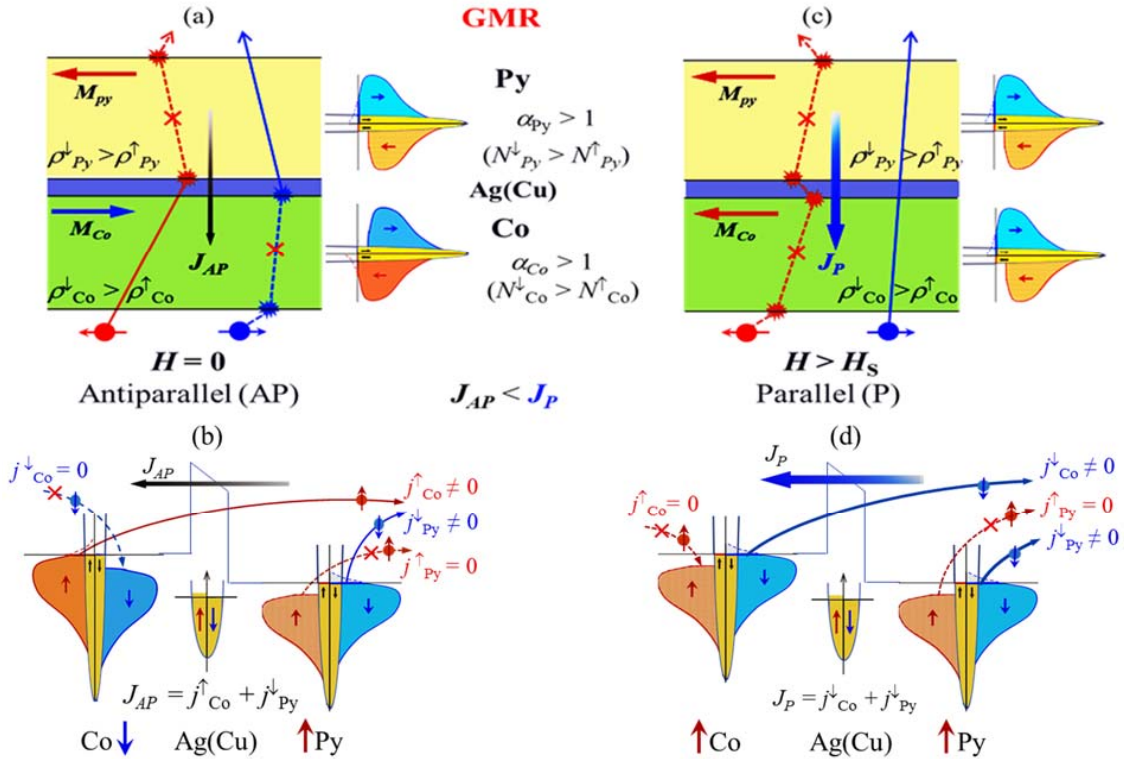 (a)
GMR
(c)
M_py
Py
α_Py > 1
(N^↓_Py > N^↑_Py)
ρ^↓_Py > ρ^↑_Py
Ag(Cu)
M_Co
Co
J_AP
α_Co > 1
(N^↓_Co > N^↑_Co)
ρ^↓_Co > ρ^↑_Co
H = 0
Antiparallel (AP)
J_AP < J_P
M_py
ρ^↓_Py > ρ^↑_Py
M_Co
J_P
ρ^↓_Co > ρ^↑_Co
H > H_S
Parallel (P)
(b)
j^↓_Co = 0
J_AP
j^↑_Co ≠ 0
j^↓_Py ≠ 0
j^↑_Py = 0
J_AP = j^↑_Co + j^↓_Py
Co ↓ Ag(Cu) ↑ Py
(d)
J_P
j^↓_Co ≠ 0
j^↑_Co = 0
j^↑_Py = 0
j^↓_Py ≠ 0
J_P = j^↓_Co + j^↓_Py
↑ Co Ag(Cu) ↑ Py